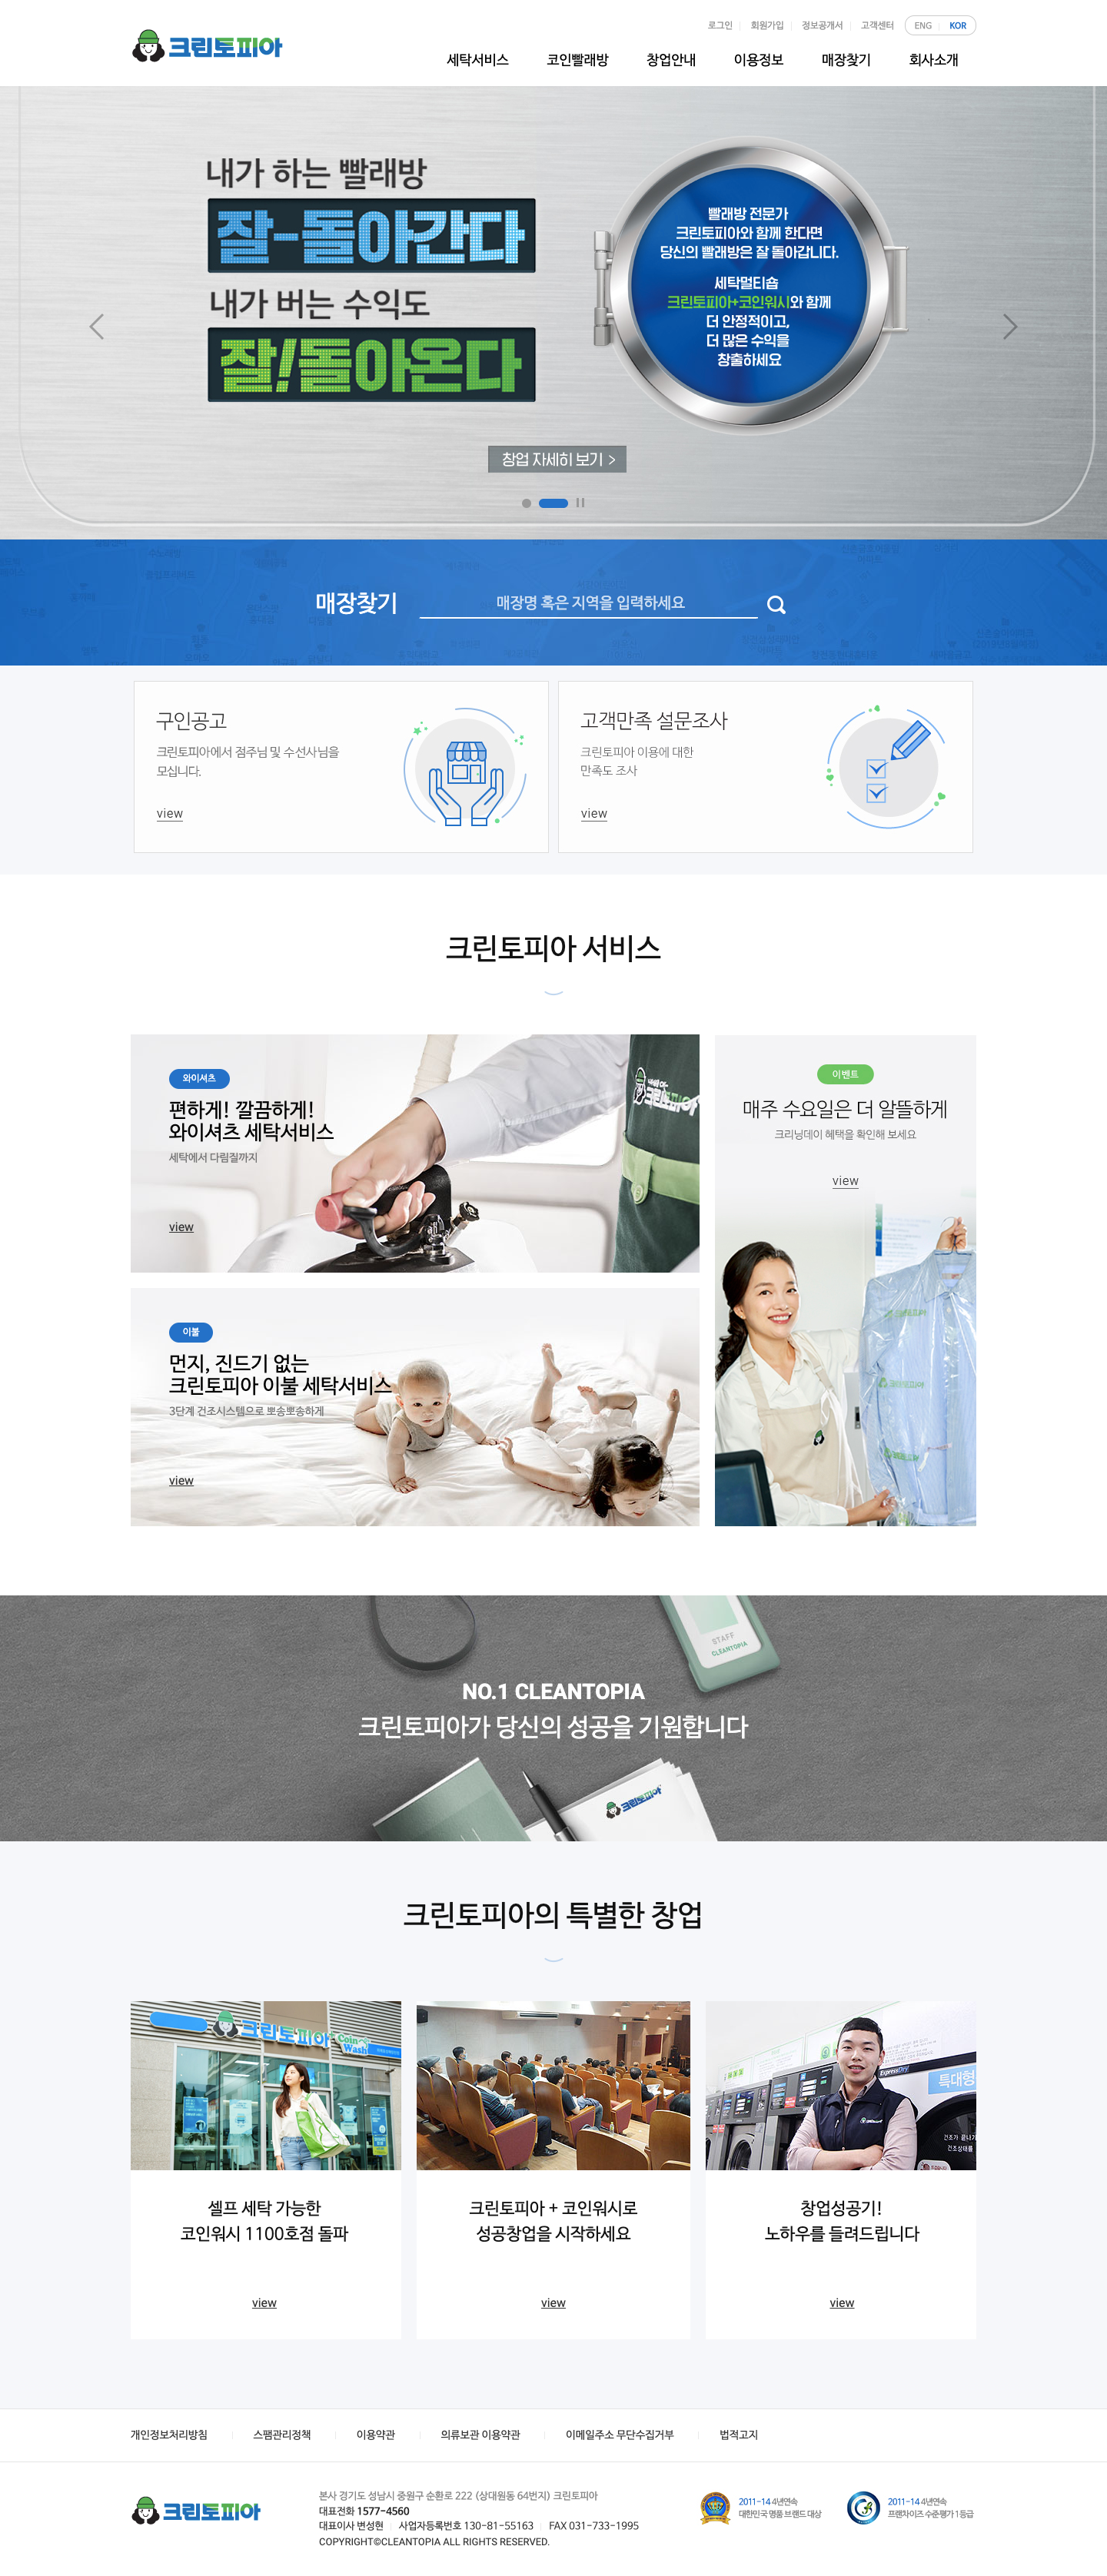 크린토피아
로그인 회원가입 정보공개서 고객센터 ENG KOR
세탁서비스 코인빨래방 창업안내 이용정보 매장찾기 회사소개
내가 하는 빨래방
잘-돌아간다
내가 버는 수익도
잘!돌아온다
빨래방 전문가
크린토피아와 함께 한다면
당신의 빨래방은 잘 돌아갑니다.
세탁멀티숍
크린토피아+코인워시와 함께
더 안정적이고,
더 많은 수익을
창출하세요
창업 자세히 보기 >
매장찾기 매장명 혹은 지역을 입력하세요
구인공고
크린토피아에서 점주님 및 수선사님을
모십니다.
view
고객만족 설문조사
크린토피아 이용에 대한
만족도 조사
view
크린토피아 서비스
와이셔츠
편하게! 깔끔하게!
와이셔츠 세탁서비스
세탁에서 다림질까지
view
크린토피아
이벤트
매주 수요일은 더 알뜰하게
크리닝데이 혜택을 확인해 보세요
view
이불
먼지, 진드기 없는
크린토피아 이불 세탁서비스
3단계 건조시스템으로 뽀송뽀송하게
view
STAFF
CLEANTOPIA
NO.1 CLEANTOPIA
크린토피아가 당신의 성공을 기원합니다
크린토피아
크린토피아의 특별한 창업
크린토피아 Coin Wash
ExpressDry
특대형
셀프 세탁 가능한
코인워시 1100호점 돌파
view
크린토피아 + 코인워시로
성공창업을 시작하세요
view
창업성공기!
노하우를 들려드립니다
view
개인정보처리방침 스팸관리정책 이용약관 의류보관 이용약관 이메일주소 무단수집거부 법적고지
크린토피아
본사 경기도 성남시 중원구 순환로 222 (상대원동 64번지) 크린토피아
대표전화 1577-4560
대표이사 변성현 사업자등록번호 130-81-55163 FAX 031-733-1995
COPYRIGHT©CLEANTOPIA ALL RIGHTS RESERVED.
2011-14 4년연속
대한민국 명품 브랜드 대상
2011-14 4년연속
프랜차이즈 수준평가 1등급